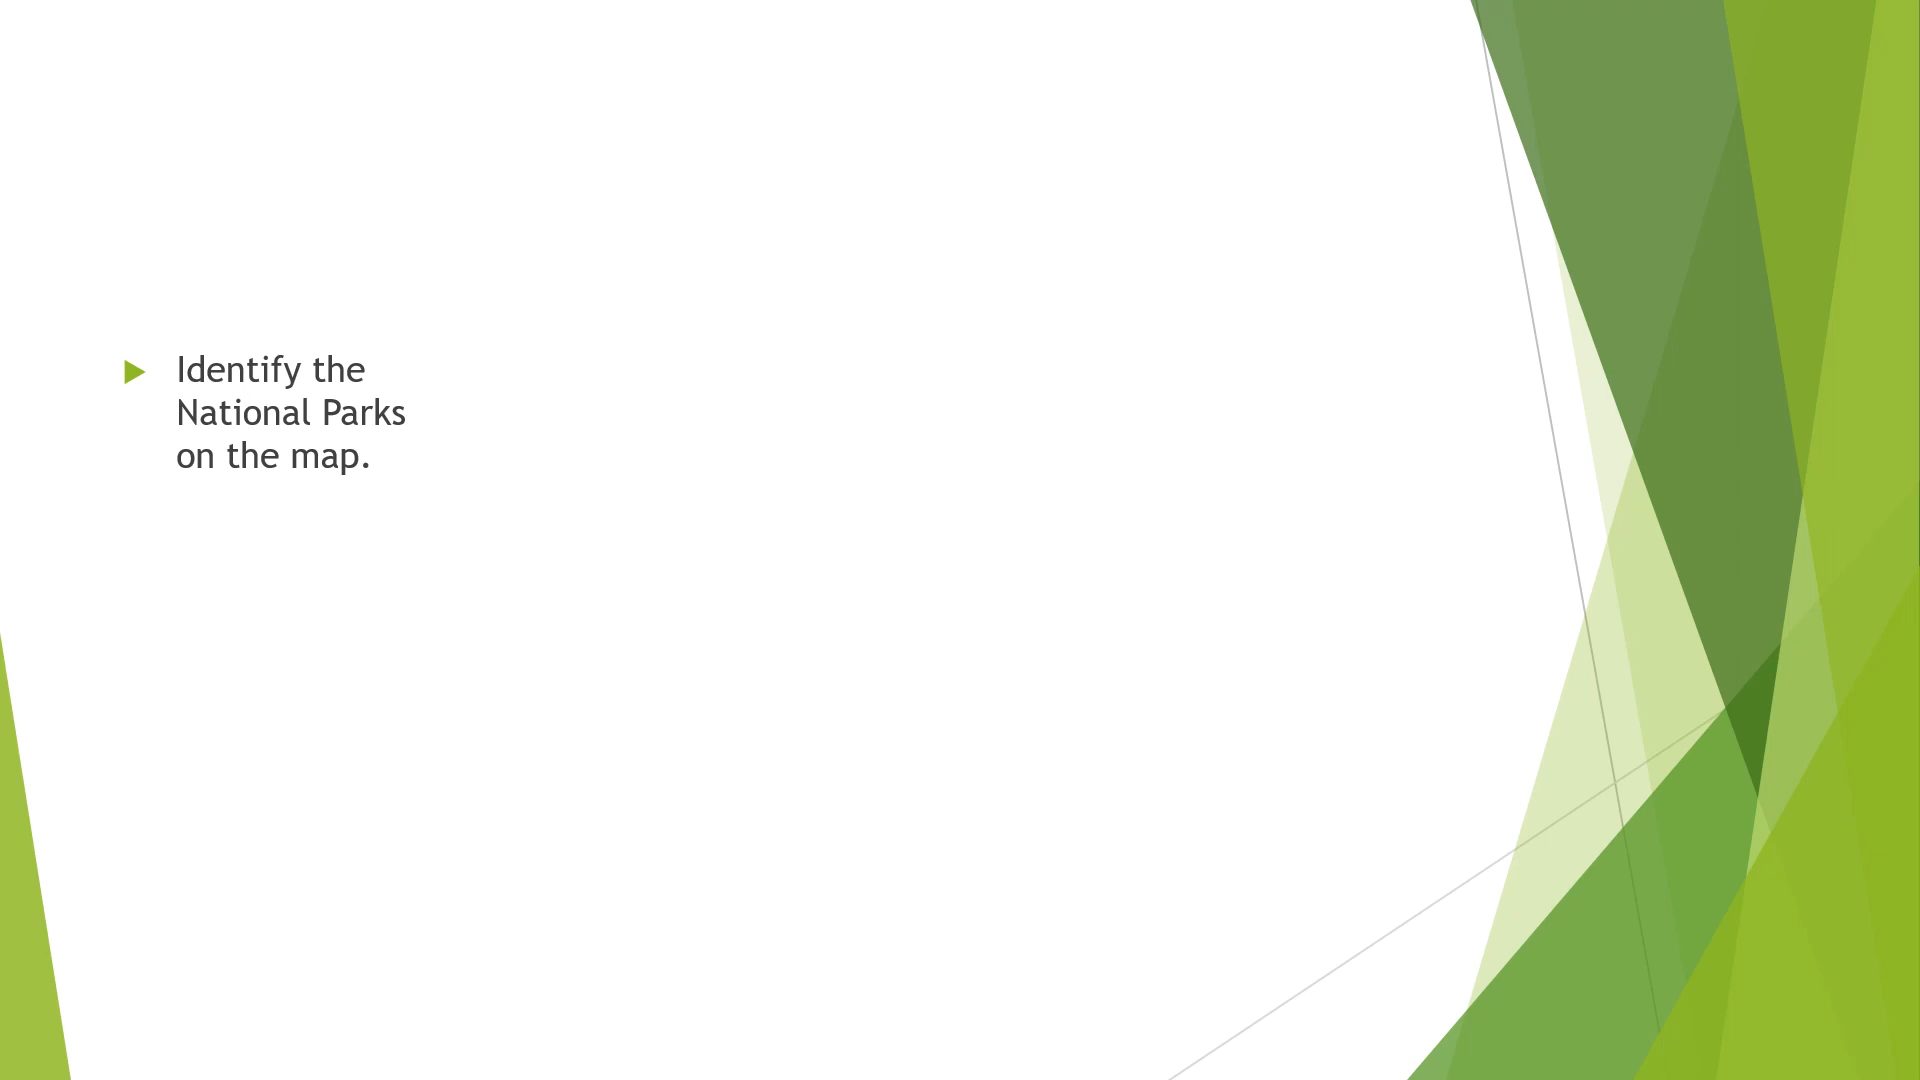 Identify the
National Parks
on the map.